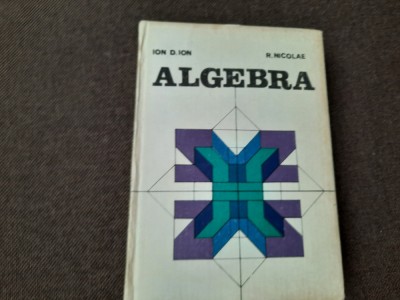 ION D. ION N. NICOLAE
ALGEBRA